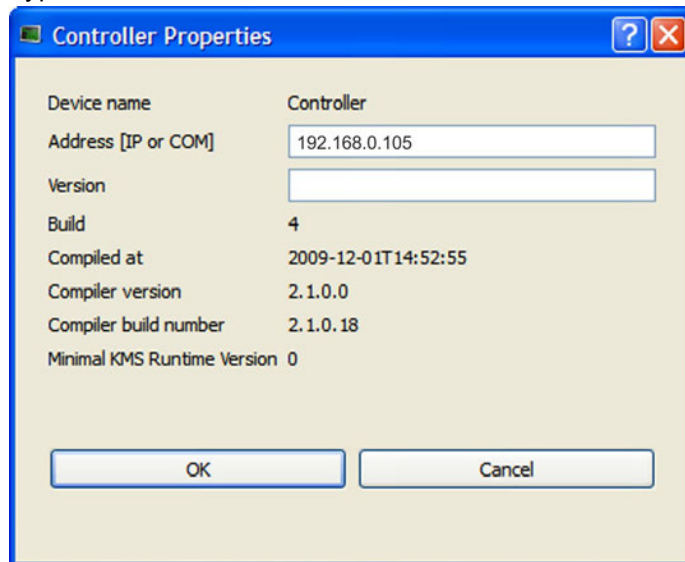 Controller Properties
Device name Controller
Address [IP or COM] 192.168.0.105
Version
Build 4
Compiled at 2009-12-01T14:52:55
Compiler version 2.1.0.0
Compiler build number 2.1.0.18
Minimal KMS Runtime Version 0
OK Cancel